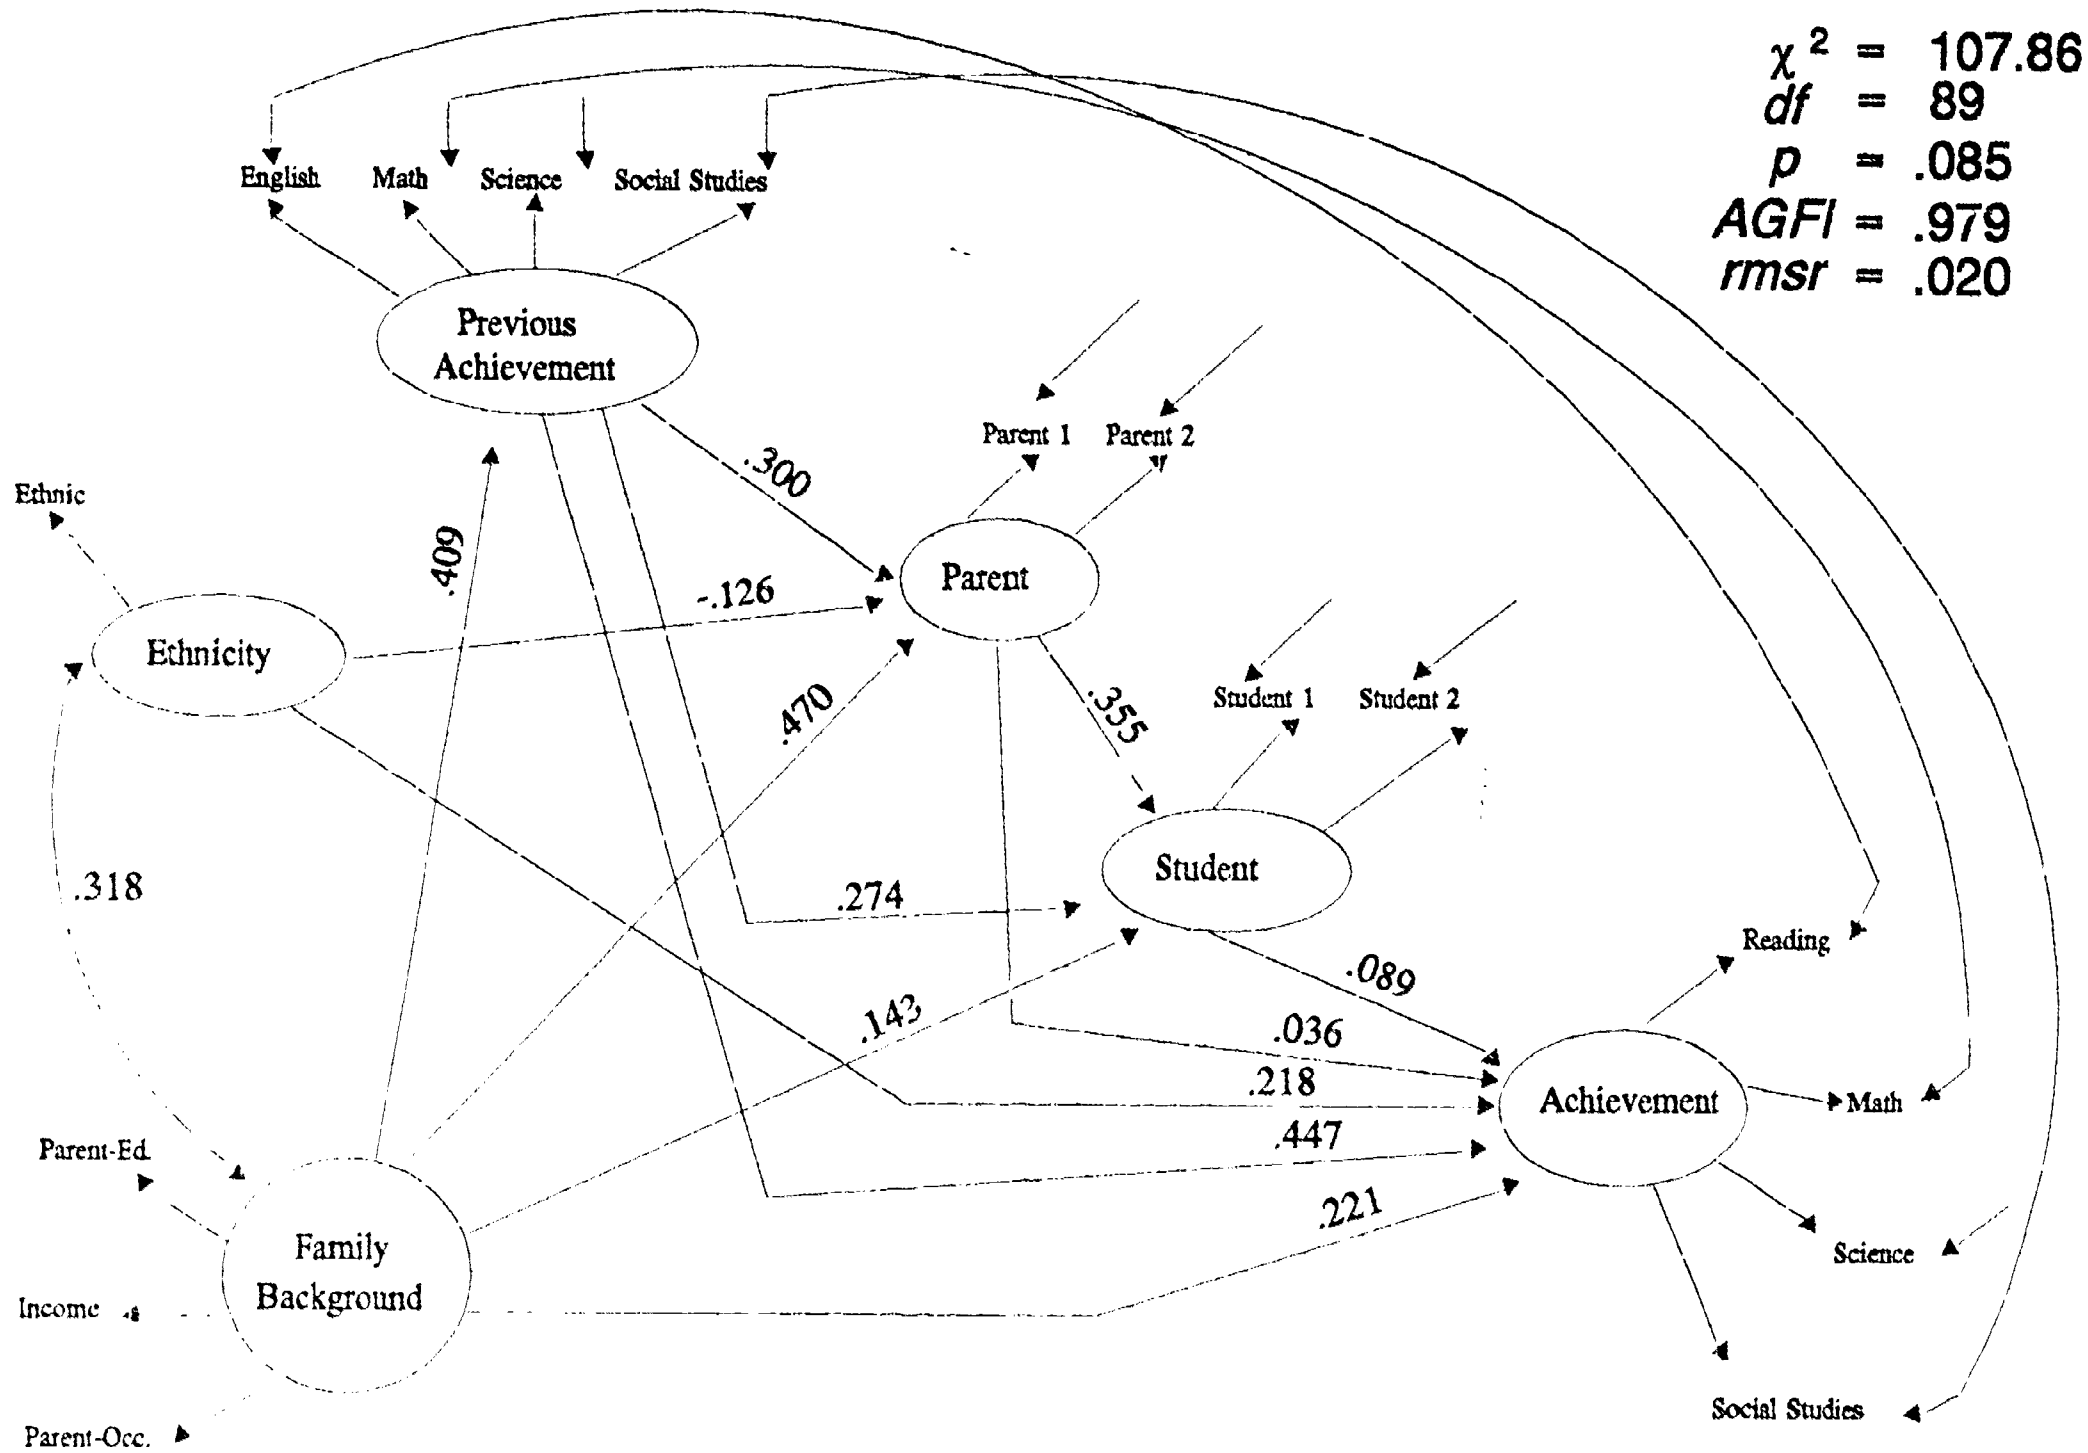 χ² = 107.86
df = 89
p = .085
AGFI = .979
rmsr = .020
English Math Science Social Studies
Previous
Achievement
.300
Parent 1 Parent 2
Ethnic
.409
-.126
Parent
Ethnicity
.470
.355
Student 1 Student 2
.318
.274
Student
Reading
.089
.143
.036
.218
Achievement
Math
.447
Parent-Ed.
.221
Family
Background
Science
Income
Social Studies
Parent-Occ.